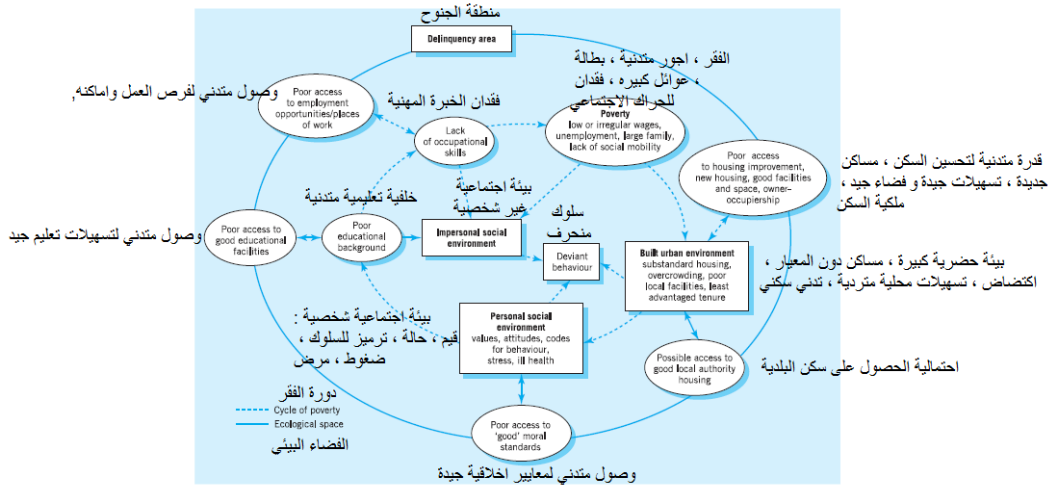 منطقة الجنوح
Delinquency area
الفقر ، اجور متدنية ، بطالة
، عوائل كبيره ، فقدان
للحراك الاجتماعي
Poverty
low or irregular wages,
unemployment, large family,
lack of social mobility
وصول متدني لفرص العمل واماكنه,
Poor access
to employment
opportunities/places
of work
فقدان الخبرة المهنية
Lack
of occupational
skills
Poor access
to housing improvement,
new housing, good facilities
and space, owner-
occupiership
قدرة متدنية لتحسين السكن ، مساكن
جديدة ، تسهيلات جيدة و فضاء جيد ،
ملكية السكن
خلفية تعليمية متدنية
Poor
educational
background
بيئة اجتماعية
غير شخصية
Impersonal social
environment
سلوك
منحرف
Deviant
behaviour
وصول متدني لتسهيلات تعليم جيد
Poor access to
good educational
facilities
Built urban environment
substandard housing,
overcrowding, poor
local facilities, least
advantaged tenure
بيئة حضرية كبيرة ، مساكن دون المعيار ،
اكتضاض ، تسهيلات محلية متردية ، تدني سكني
بيئة اجتماعية شخصية :
قيم ، حالة ، ترميز للسلوك ،
ضغوط ، مرض
Personal social
environment
values, attitudes, codes
for behaviour,
stress, ill health
Possible access to
good local authority
housing
احتمالية الحصول على سكن البلدية
دورة الفقر
Cycle of poverty
Ecological space
الفضاء البيئي
Poor access to
'good' moral
standards
وصول متدني لمعايير اخلاقية جيدة